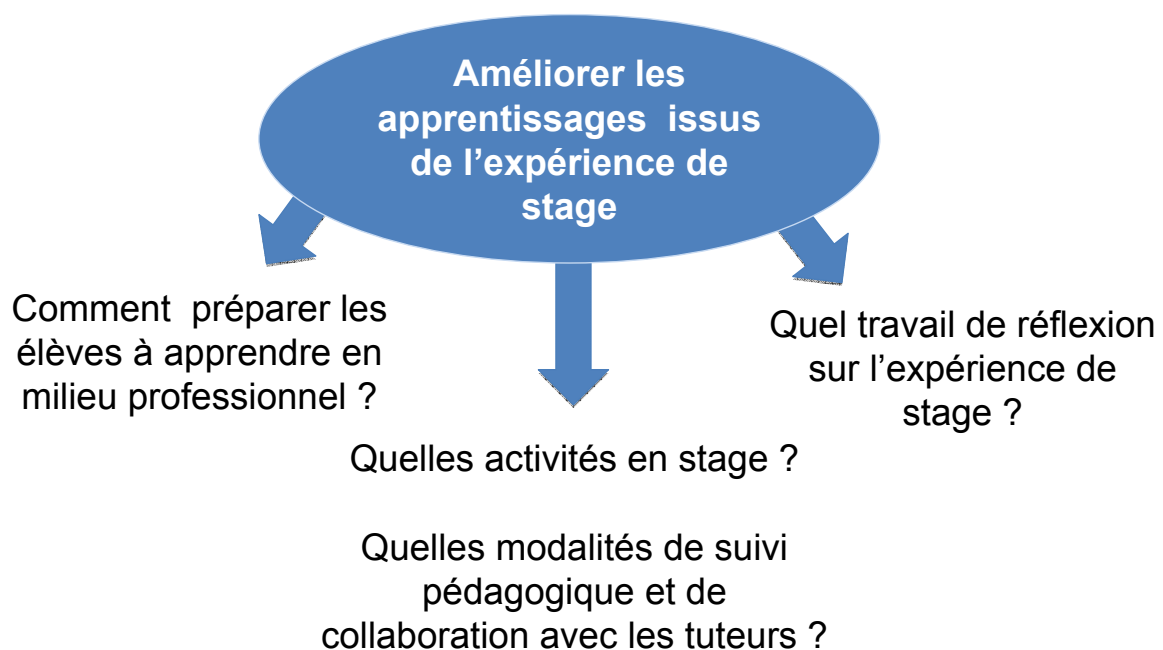 Améliorer les
apprentissages issus
de l’expérience de
stage
Comment préparer les
élèves à apprendre en
milieu professionnel ?
Quelles activités en stage ?
Quelles modalités de suivi
pédagogique et de
collaboration avec les tuteurs ?
Quel travail de réflexion
sur l’expérience de
stage ?